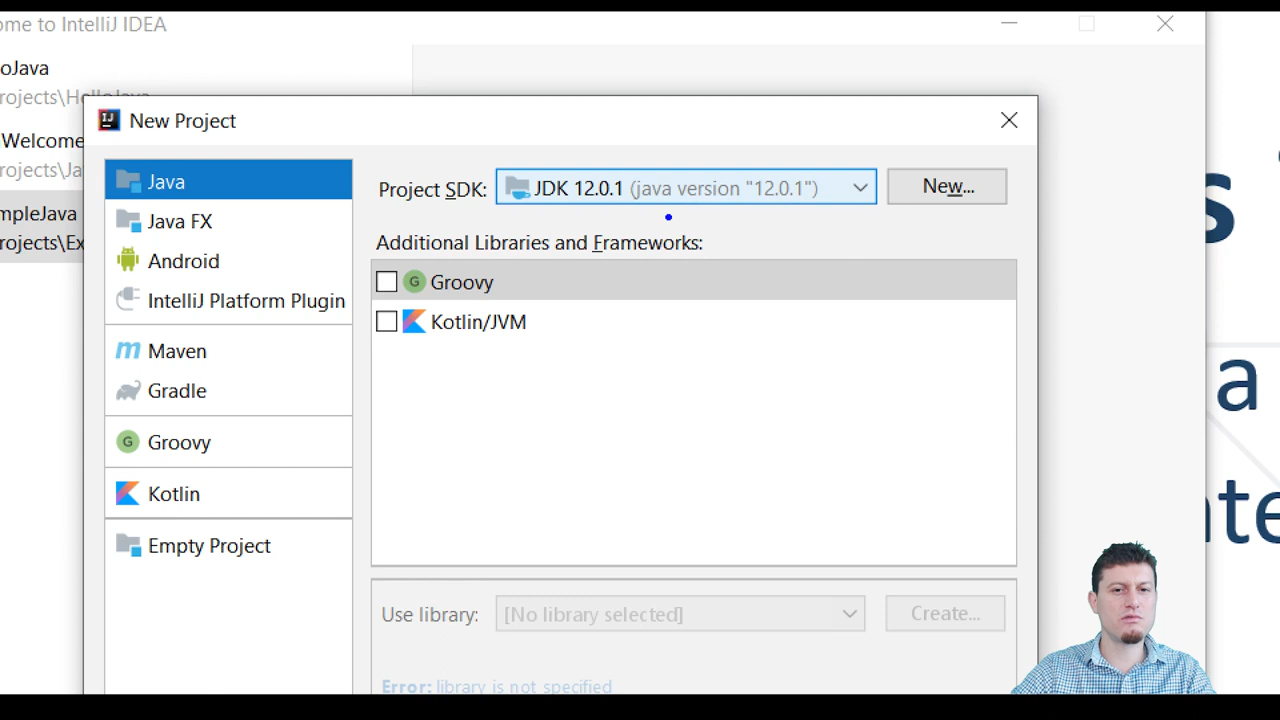 ome to IntelliJ IDEA
oJava
rojects\HelloJava
Welcome
rojects\Ja
mpleJava
rojects\Ex
New Project
Java
Java FX
Android
IntelliJ Platform Plugin
Maven
Gradle
Groovy
Kotlin
Empty Project
Project SDK: JDK 12.0.1 (java version "12.0.1") New...
Additional Libraries and Frameworks:
G Groovy
Kotlin/JVM
Use library: [No library selected] Create...
Error: library is not specified
s
a
nte